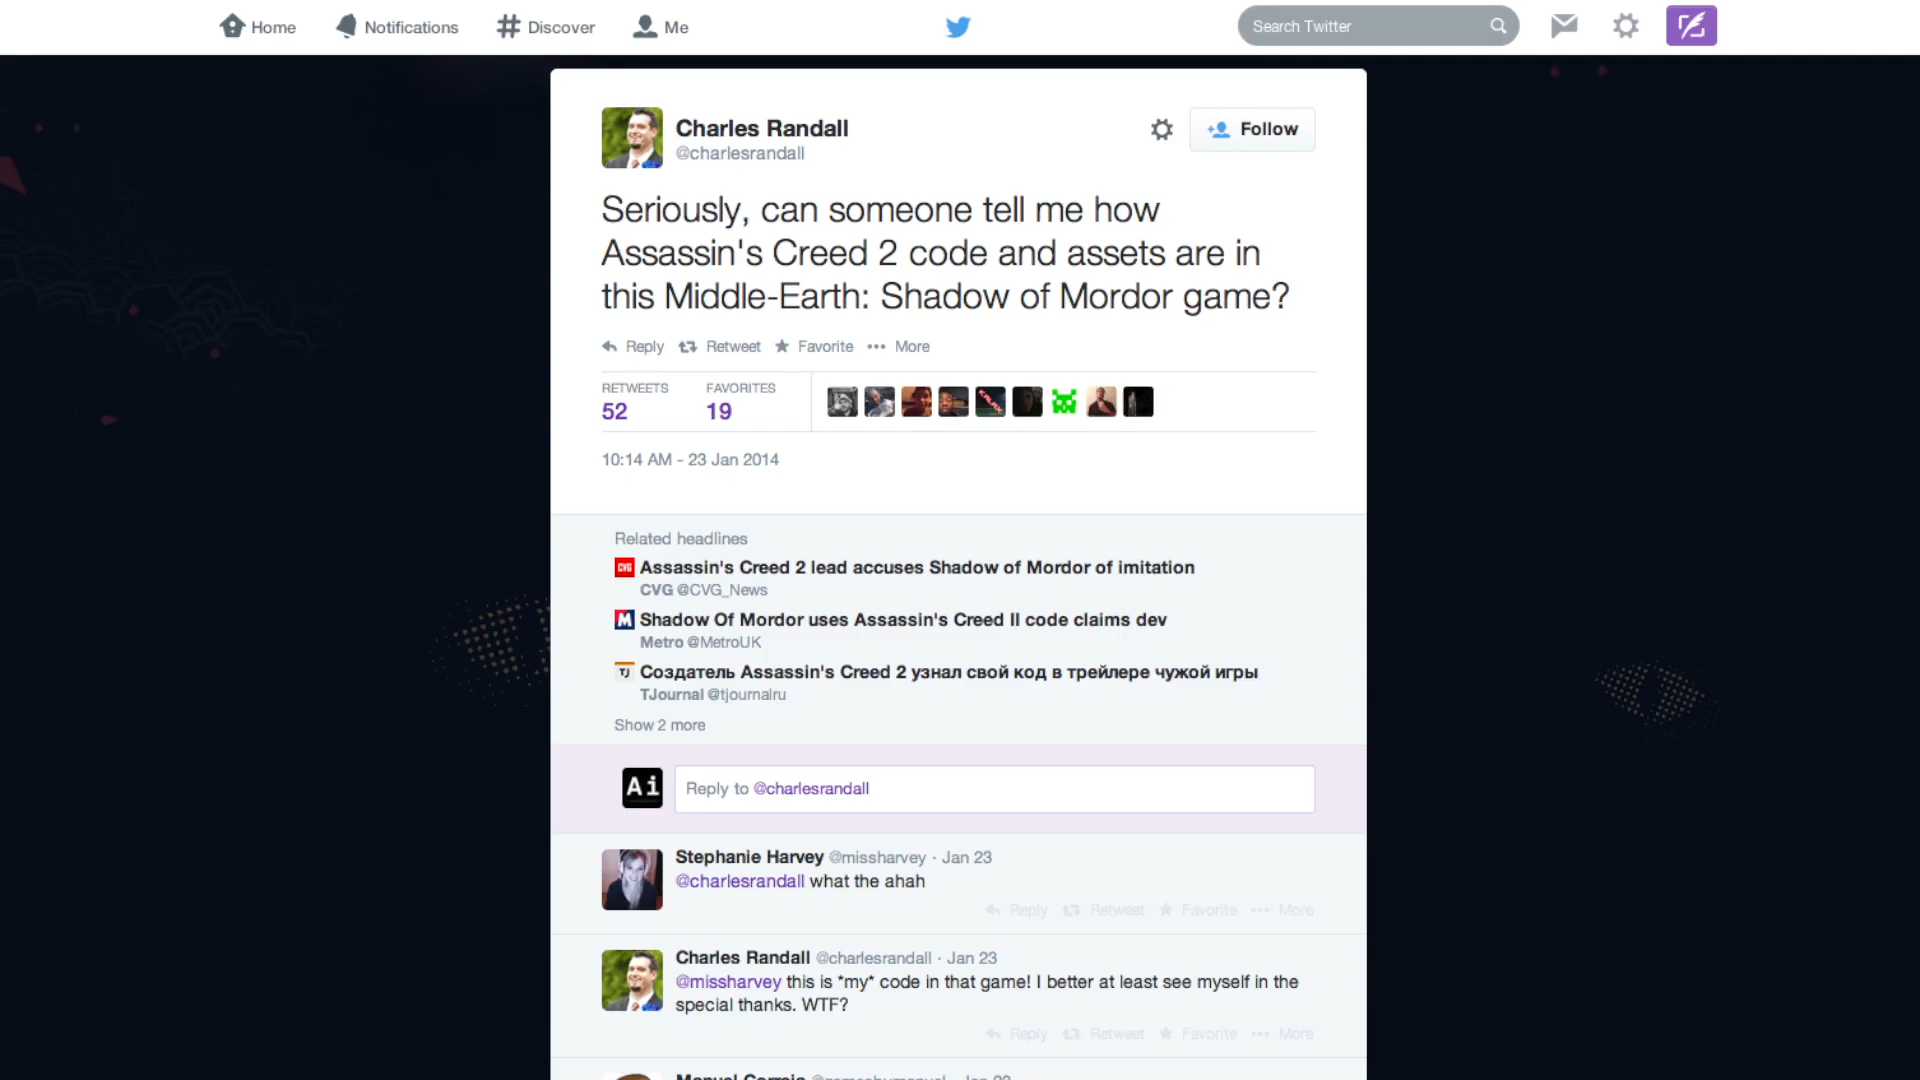 Home Notifications Discover Me Search Twitter
Charles Randall
@charlesrandall
Follow
Seriously, can someone tell me how
Assassin's Creed 2 code and assets are in
this Middle-Earth: Shadow of Mordor game?
Reply Retweet Favorite More
RETWEETS FAVORITES
52 19
10:14 AM - 23 Jan 2014
Related headlines
CVG Assassin's Creed 2 lead accuses Shadow of Mordor of imitation
CVG @CVG_News
M Shadow Of Mordor uses Assassin's Creed II code claims dev
Metro @MetroUK
TJ Создатель Assassin's Creed 2 узнал свой код в трейлере чужой игры
TJournal @tjournalru
Show 2 more
Ai Reply to @charlesrandall
Stephanie Harvey @missharvey · Jan 23
@charlesrandall what the ahah
Reply Retweet Favorite More
Charles Randall @charlesrandall · Jan 23
@missharvey this is *my* code in that game! I better at least see myself in the
special thanks. WTF?
Reply Retweet Favorite More